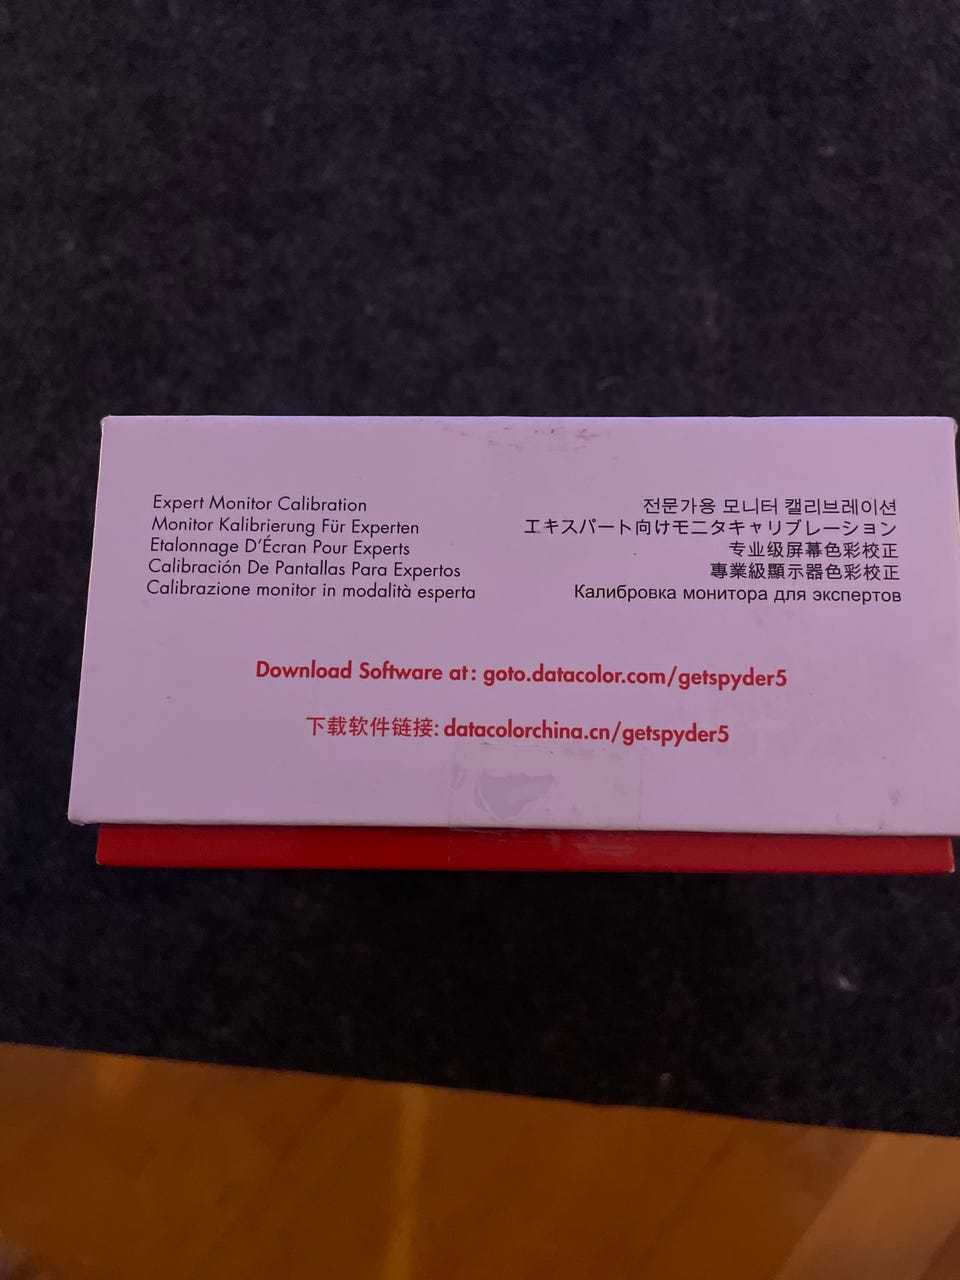 Expert Monitor Calibration
Monitor Kalibrierung Für Experten
Etalonnage D'Écran Pour Experts
Calibración De Pantallas Para Expertos
Calibrazione monitor in modalità esperta
전문가용 모니터 캘리브레이션
エキスパート向けモニタキャリブレーション
专业级屏幕色彩校正
專業級顯示器色彩校正
Калибровка монитора для экспертов
Download Software at: goto.datacolor.com/getspyder5
下载软件链接: datacolorchina.cn/getspyder5